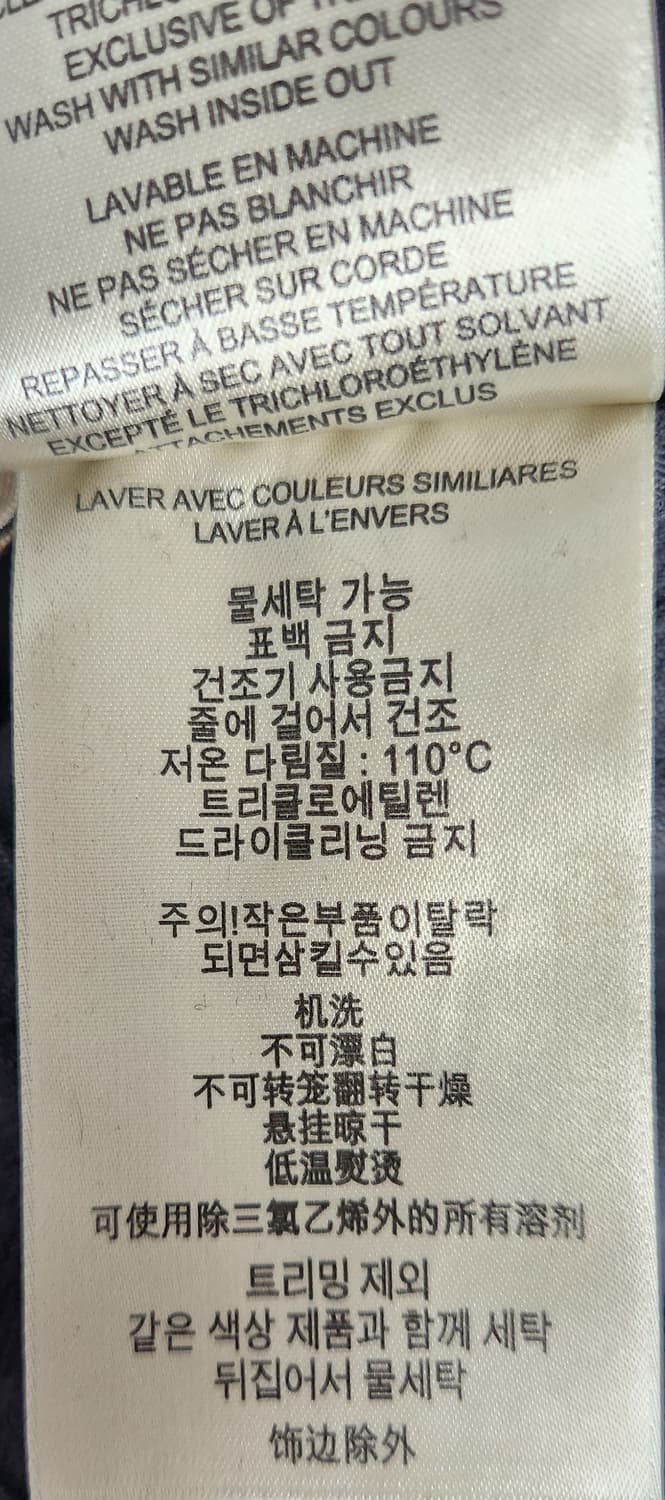 EXCLUSIVE OF
WASH WITH SIMILAR COLOURS
WASH INSIDE OUT
LAVABLE EN MACHINE
NE PAS BLANCHIR
NE PAS SÉCHER EN MACHINE
SÉCHER SUR CORDE
REPASSER À BASSE TEMPÉRATURE
NETTOYER À SEC AVEC TOUT SOLVANT
EXCEPTÉ LE TRICHLOROÉTHYLÈNE
ATTACHEMENTS EXCLUS
LAVER AVEC COULEURS SIMILIARES
LAVER À L'ENVERS
물세탁 가능
표백 금지
건조기 사용금지
줄에 걸어서 건조
저온 다림질 : 110°C
트리클로에틸렌
드라이클리닝 금지
주의!작은부품이탈락
되면삼킬수있음
机洗
不可漂白
不可转笼翻转干燥
悬挂晾干
低温熨烫
可使用除三氯乙烯外的所有溶剂
트리밍 제외
같은 색상 제품과 함께 세탁
뒤집어서 물세탁
饰边除外